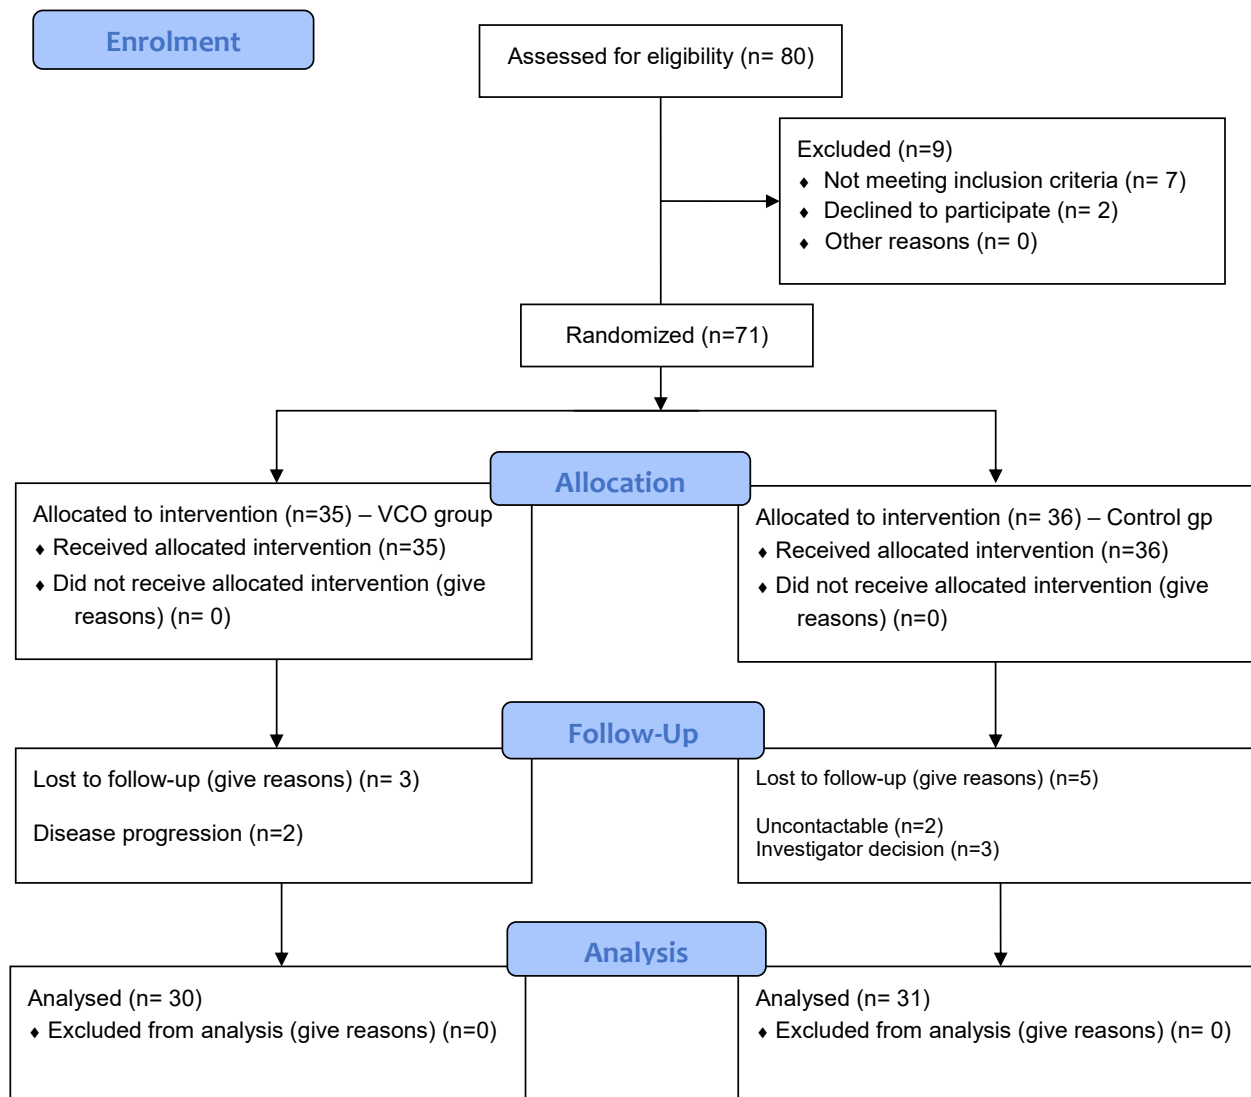 Enrolment
Assessed for eligibility (n= 80)
Excluded (n=9)
♦ Not meeting inclusion criteria (n= 7)
♦ Declined to participate (n= 2)
♦ Other reasons (n= 0)
Randomized (n=71)
Allocation
Allocated to intervention (n=35) – VCO group
♦ Received allocated intervention (n=35)
♦ Did not receive allocated intervention (give
reasons) (n= 0)
Allocated to intervention (n= 36) – Control gp
♦ Received allocated intervention (n=36)
♦ Did not receive allocated intervention (give
reasons) (n=0)
Follow-Up
Lost to follow-up (give reasons) (n= 3)
Disease progression (n=2)
Lost to follow-up (give reasons) (n=5)
Uncontactable (n=2)
Investigator decision (n=3)
Analysis
Analysed (n= 30)
♦ Excluded from analysis (give reasons) (n=0)
Analysed (n= 31)
♦ Excluded from analysis (give reasons) (n= 0)